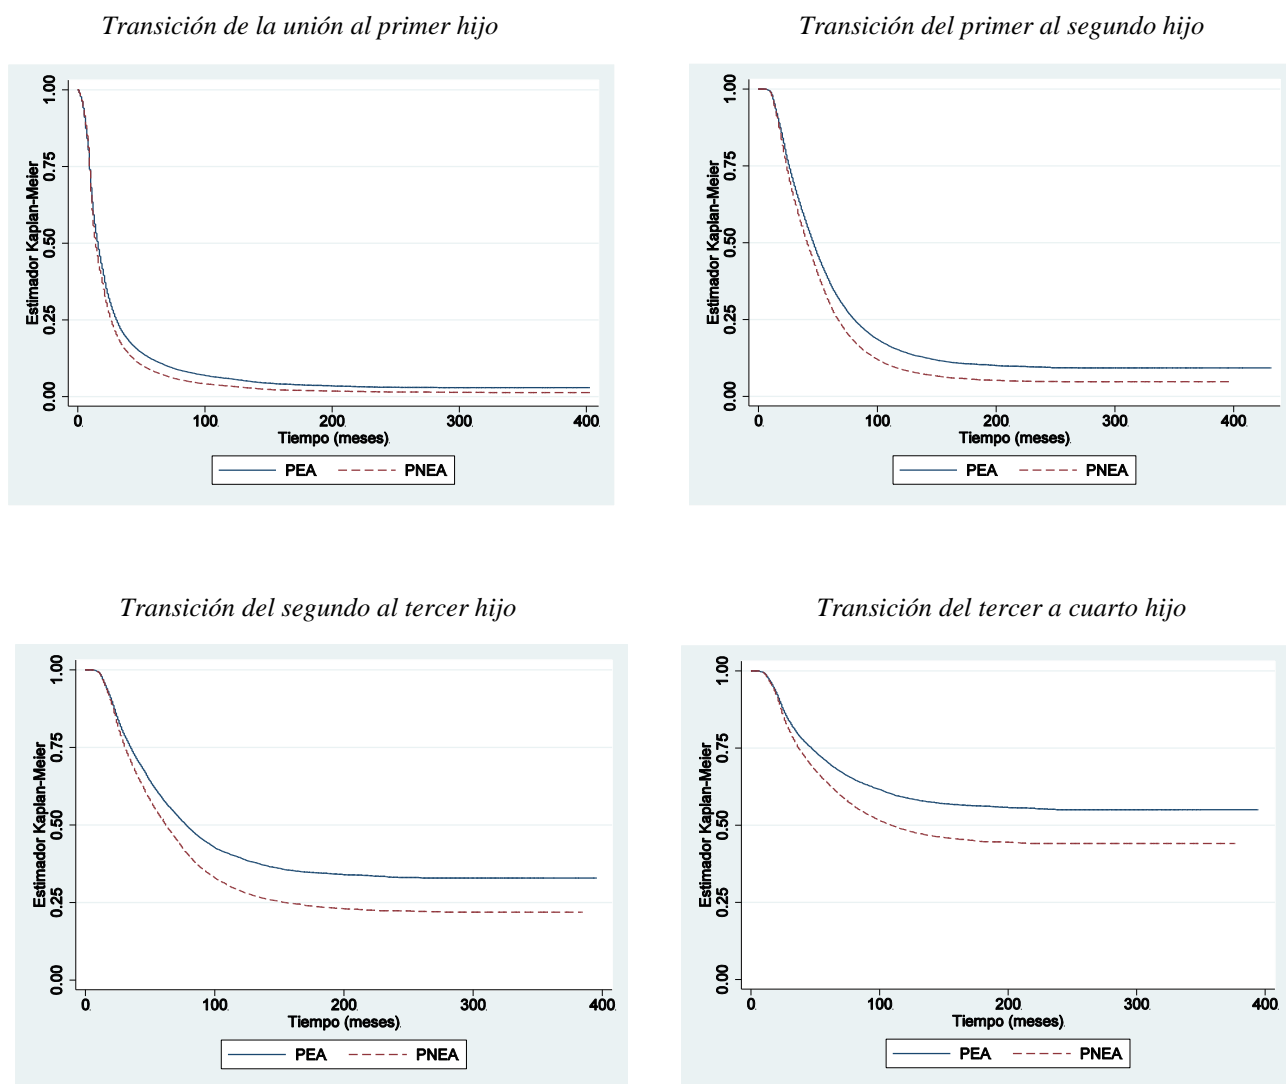 Transición de la unión al primer hijo
Estimador Kaplan-Meier
1.00
0.75
0.50
0.25
0.00
0 100 200 300 400
Tiempo (meses)
PEA PNEA
Transición del primer al segundo hijo
Estimador Kaplan-Meier
1.00
0.75
0.50
0.25
0.00
0 100 200 300 400
Tiempo (meses)
PEA PNEA
Transición del segundo al tercer hijo
Estimador Kaplan-Meier
1.00
0.75
0.50
0.25
0.00
0 100 200 300 400
Tiempo (meses)
PEA PNEA
Transición del tercer a cuarto hijo
Estimador Kaplan-Meier
1.00
0.75
0.50
0.25
0.00
0 100 200 300 400
Tiempo (meses)
PEA PNEA